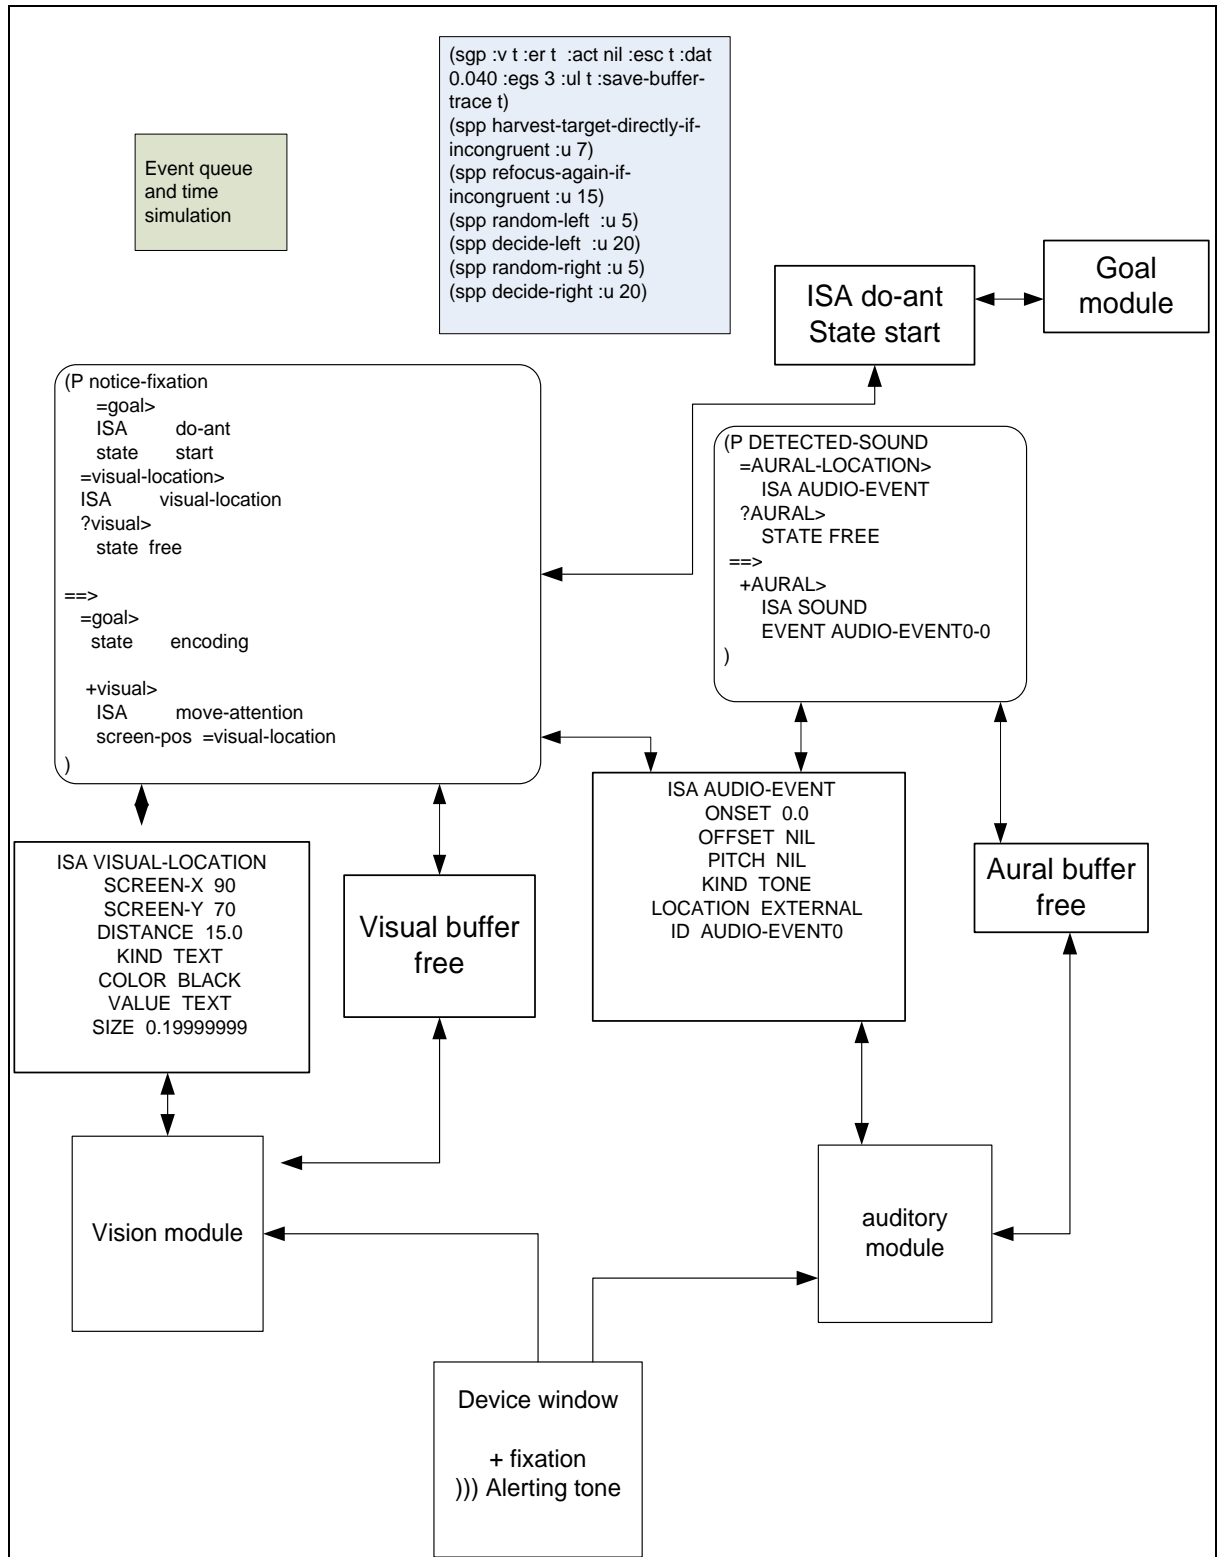 (sgp :v t :er t :act nil :esc t :dat
0.040 :egs 3 :ul t :save-buffer-
trace t)
(spp harvest-target-directly-if-
incongruent :u 7)
(spp refocus-again-if-
incongruent :u 15)
(spp random-left :u 5)
(spp decide-left :u 20)
(spp random-right :u 5)
(spp decide-right :u 20)
Event queue
and time
simulation
ISA do-ant
State start
Goal
module
(P notice-fixation
=goal>
ISA do-ant
state start
=visual-location>
ISA visual-location
?visual>
state free
==>
=goal>
state encoding
+visual>
ISA move-attention
screen-pos =visual-location
)
(P DETECTED-SOUND
=AURAL-LOCATION>
ISA AUDIO-EVENT
?AURAL>
STATE FREE
==>
+AURAL>
ISA SOUND
EVENT AUDIO-EVENT0-0
)
ISA VISUAL-LOCATION
SCREEN-X 90
SCREEN-Y 70
DISTANCE 15.0
KIND TEXT
COLOR BLACK
VALUE TEXT
SIZE 0.19999999
Visual buffer
free
ISA AUDIO-EVENT
ONSET 0.0
OFFSET NIL
PITCH NIL
KIND TONE
LOCATION EXTERNAL
ID AUDIO-EVENT0
Aural buffer
free
Vision module
auditory
module
Device window
+ fixation
))) Alerting tone